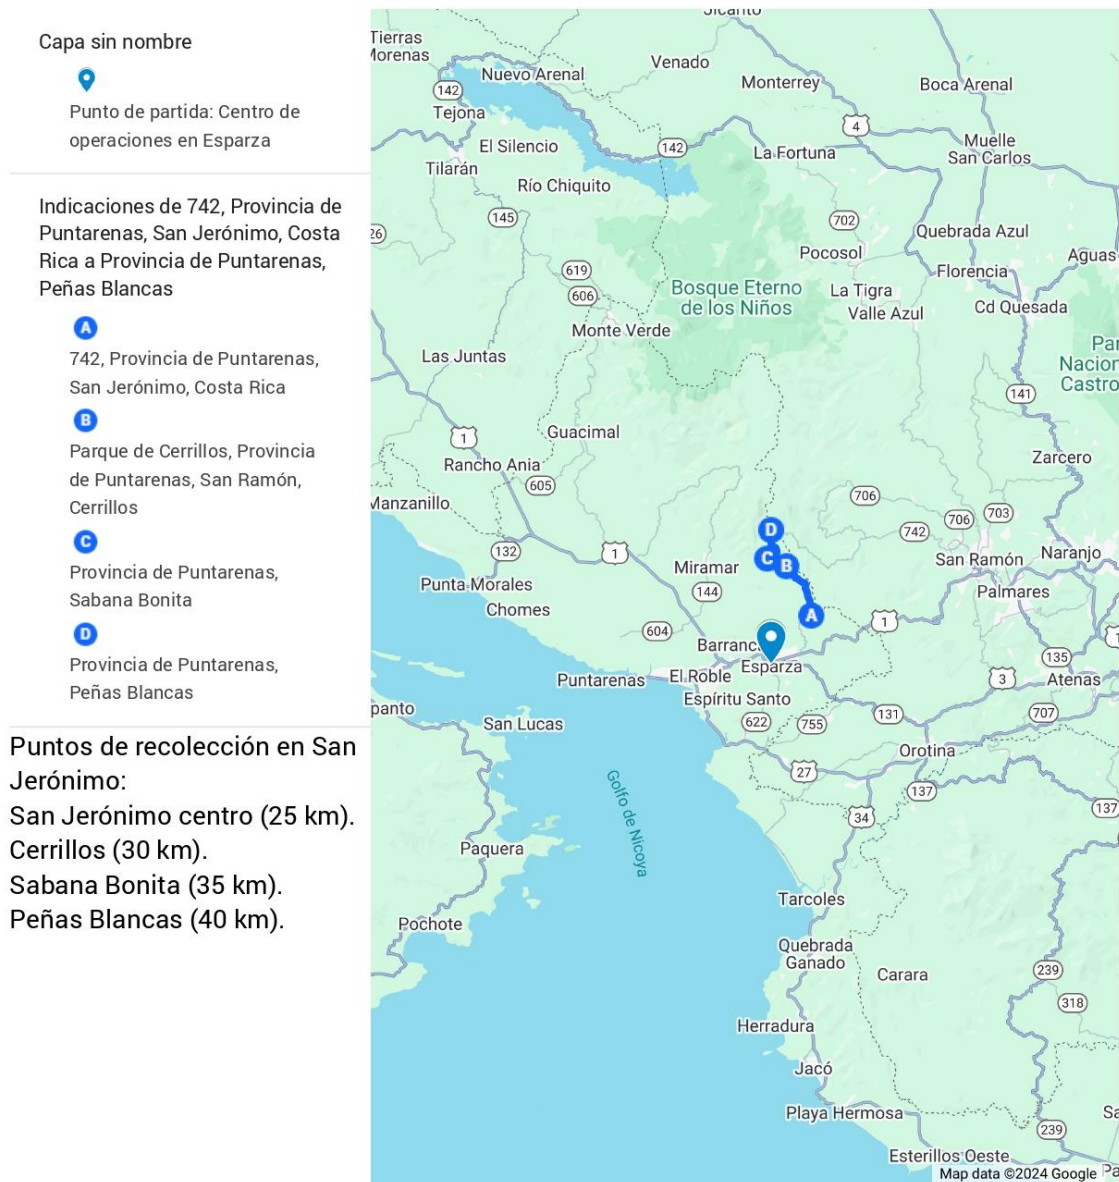 Capa sin nombre
Punto de partida: Centro de
operaciones en Esparza
Indicaciones de 742, Provincia de
Puntarenas, San Jerónimo, Costa
Rica a Provincia de Puntarenas,
Peñas Blancas
A
742, Provincia de Puntarenas,
San Jerónimo, Costa Rica
B
Parque de Cerrillos, Provincia
de Puntarenas, San Ramón,
Cerrillos
C
Provincia de Puntarenas,
Sabana Bonita
D
Provincia de Puntarenas,
Peñas Blancas
Puntos de recolección en San
Jerónimo:
San Jerónimo centro (25 km).
Cerrillos (30 km).
Sabana Bonita (35 km).
Peñas Blancas (40 km).
Tierras
Morenas
Nuevo Arenal
Venado
Monterrey
Boca Arenal
142
Tejona
4
Muelle
San Carlos
El Silencio
142
La Fortuna
Tilarán
Río Chiquito
145
702
Quebrada Azul
26
Pocosol
Aguas
619
Florencia
Bosque Eterno
de los Niños
La Tigra
606
Valle Azul
Cd Quesada
Monte Verde
Las Juntas
141
1
Guacimal
Zarcero
Rancho Ania
605
706
Manzanillo
706
703
D
742
132
1
C
B
Miramar
San Ramón
Naranjo
Punta Morales
144
Palmares
Chomes
A
1
604
Esparza
135
Puntarenas
El Roble
3
Atenas
Espíritu Santo
707
San Lucas
622
755
131
Orotina
27
137
137
34
Golfo de Nicoya
Paquera
Tarcoles
Pochote
Quebrada
Ganado
Carara
239
318
Herradura
Jacó
Playa Hermosa
239
Esterillos Oeste
Map data ©2024 Google